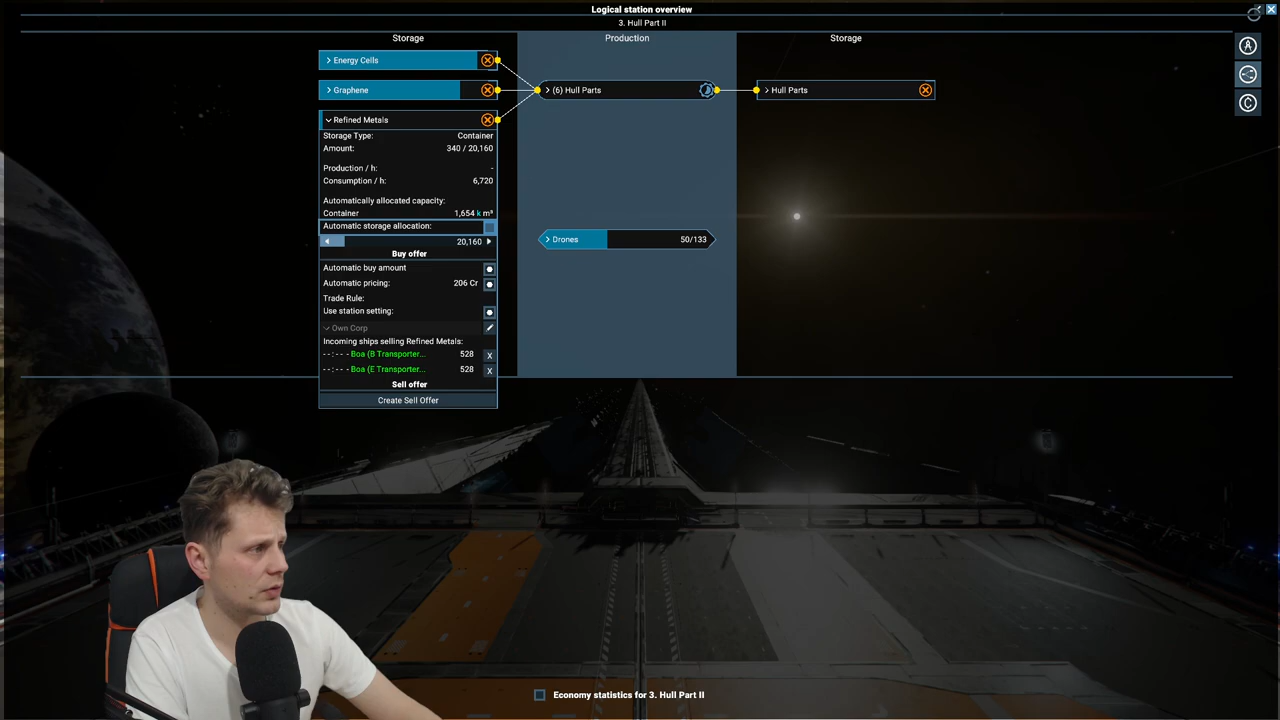 Logical station overview
3. Hull Part II
Storage
Production
Storage
Energy Cells
Graphene
(6) Hull Parts
Hull Parts
Refined Metals
Storage Type: Container
Amount: 340 / 20,160
Production / h: -
Consumption / h: 6,720
Automatically allocated capacity:
Container 1,654 k m³
Automatic storage allocation:
20,160
Buy offer
Automatic buy amount
Automatic pricing: 206 Cr
Trade Rule:
Use station setting:
Own Corp
Incoming ships selling Refined Metals:
--:-- - Boa (B Transporter... 528 X
--:-- - Boa (E Transporter... 528 X
Sell offer
Create Sell Offer
Drones 50/133
A
C
Economy statistics for 3. Hull Part II